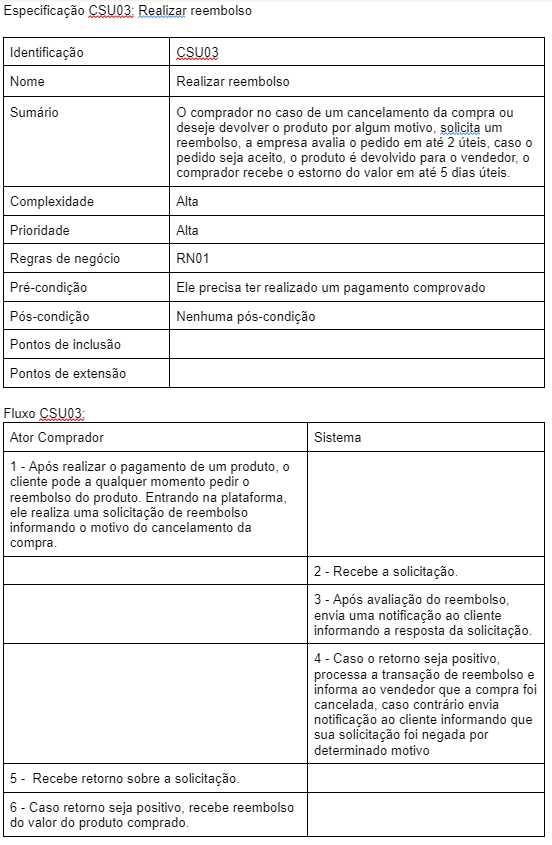 Especificação CSU03: Realizar reembolso
Identificação CSU03
Nome Realizar reembolso
Sumário O comprador no caso de um cancelamento da compra ou
deseje devolver o produto por algum motivo, solicita um
reembolso, a empresa avalia o pedido em até 2 úteis, caso o
pedido seja aceito, o produto é devolvido para o vendedor, o
comprador recebe o estorno do valor em até 5 dias úteis.
Complexidade Alta
Prioridade Alta
Regras de negócio RN01
Pré-condição Ele precisa ter realizado um pagamento comprovado
Pós-condição Nenhuma pós-condição
Pontos de inclusão
Pontos de extensão
Fluxo CSU03:
Ator Comprador Sistema
1 - Após realizar o pagamento de um produto, o
cliente pode a qualquer momento pedir o
reembolso do produto. Entrando na plataforma,
ele realiza uma solicitação de reembolso
informando o motivo do cancelamento da
compra.
2 - Recebe a solicitação.
3 - Após avaliação do reembolso,
envia uma notificação ao cliente
informando a resposta da solicitação.
4 - Caso o retorno seja positivo,
processa a transação de reembolso e
informa ao vendedor que a compra foi
cancelada, caso contrário envia
notificação ao cliente informando que
sua solicitação foi negada por
determinado motivo
5 - Recebe retorno sobre a solicitação.
6 - Caso retorno seja positivo, recebe reembolso
do valor do produto comprado.